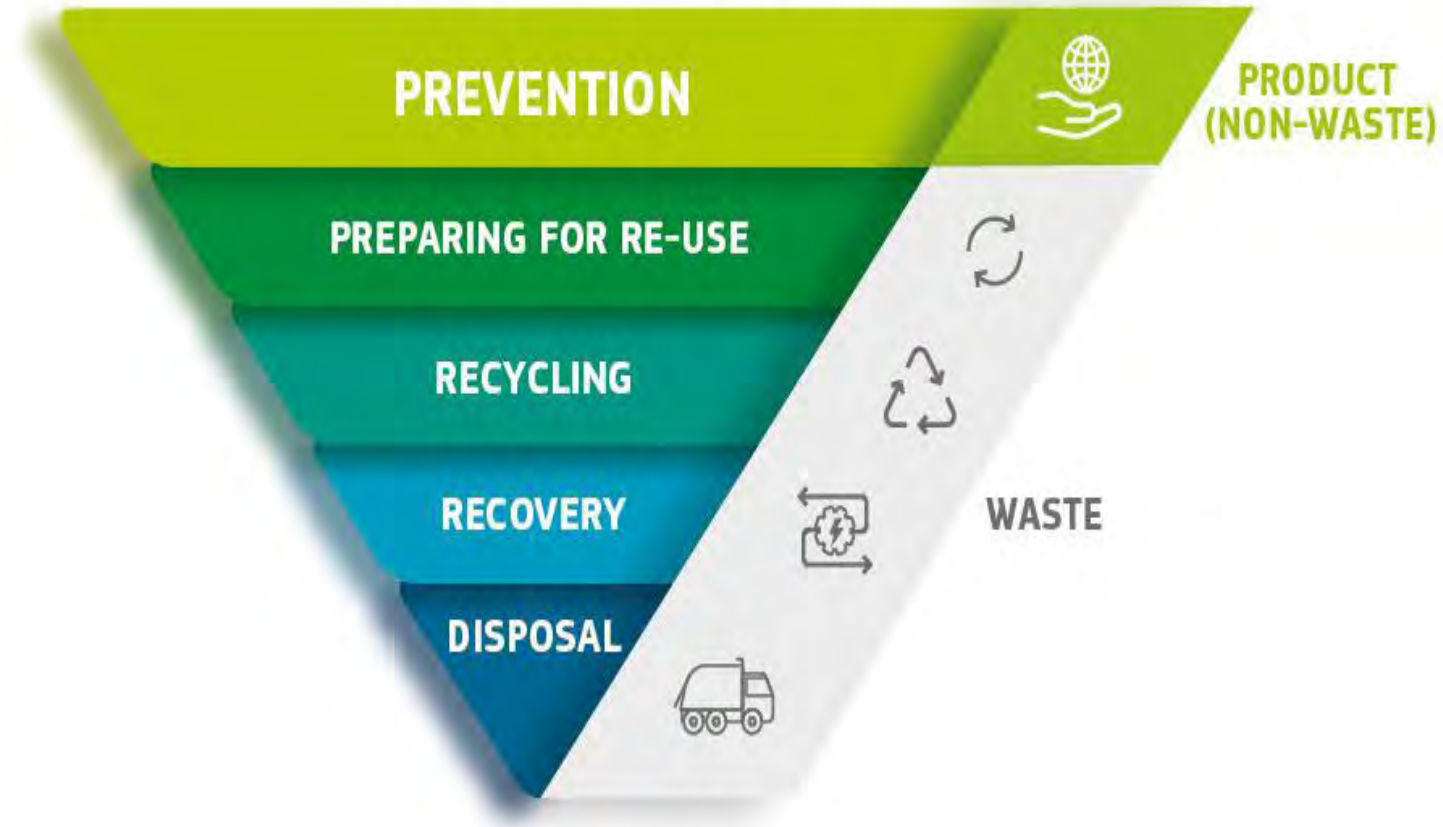 PREVENTION
PRODUCT
(NON-WASTE)
PREPARING FOR RE-USE
RECYCLING
RECOVERY
WASTE
DISPOSAL